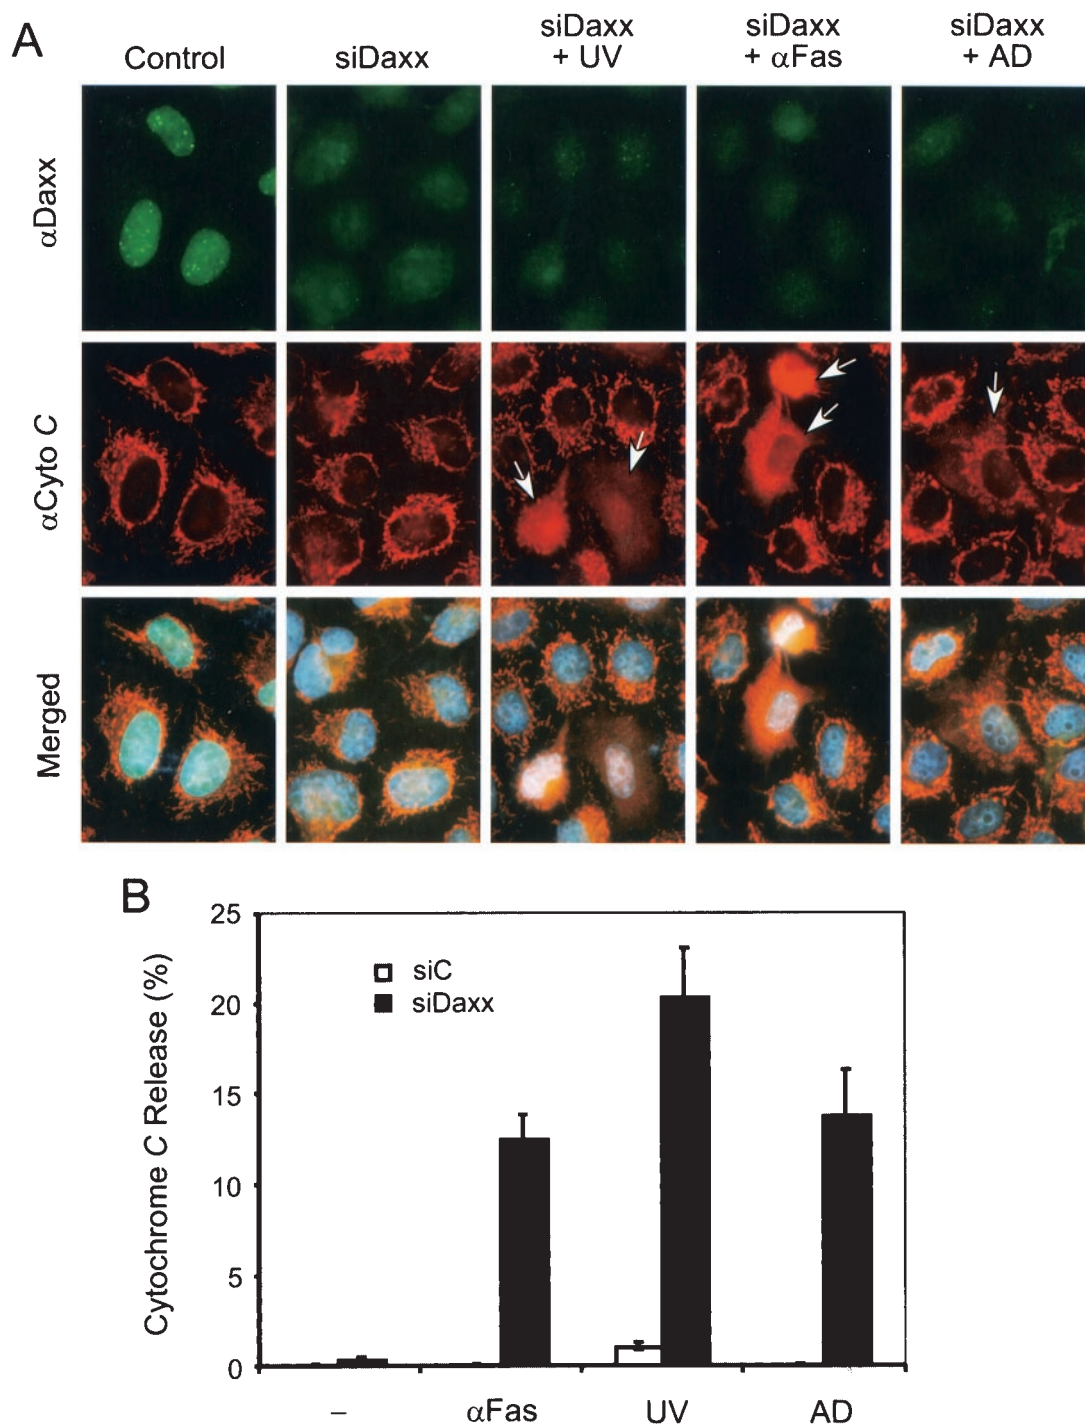 A
Control
siDaxx
siDaxx
+ UV
siDaxx
+ αFas
siDaxx
+ AD
αDaxx
αCyto C
Merged
B
Cytochrome C Release (%)
25
20
15
10
5
0
siC
siDaxx
–
αFas
UV
AD